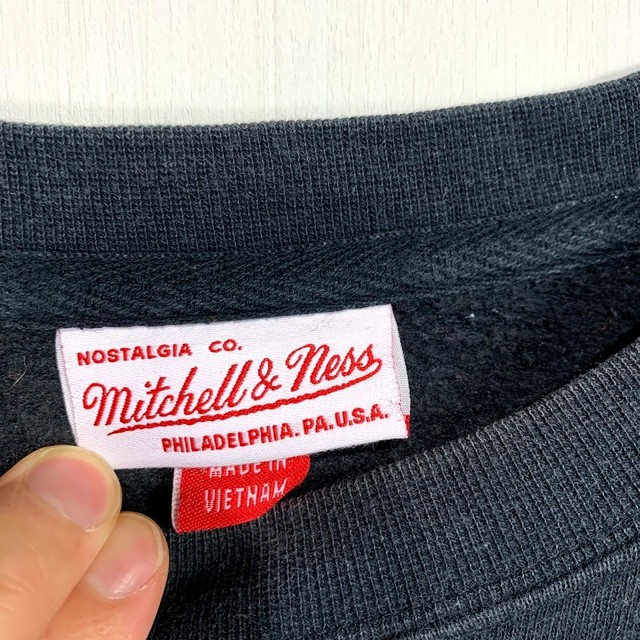 NOSTALGIA CO.
Mitchell & Ness
PHILADELPHIA. PA. U.S.A.
MADE IN
VIETNAM